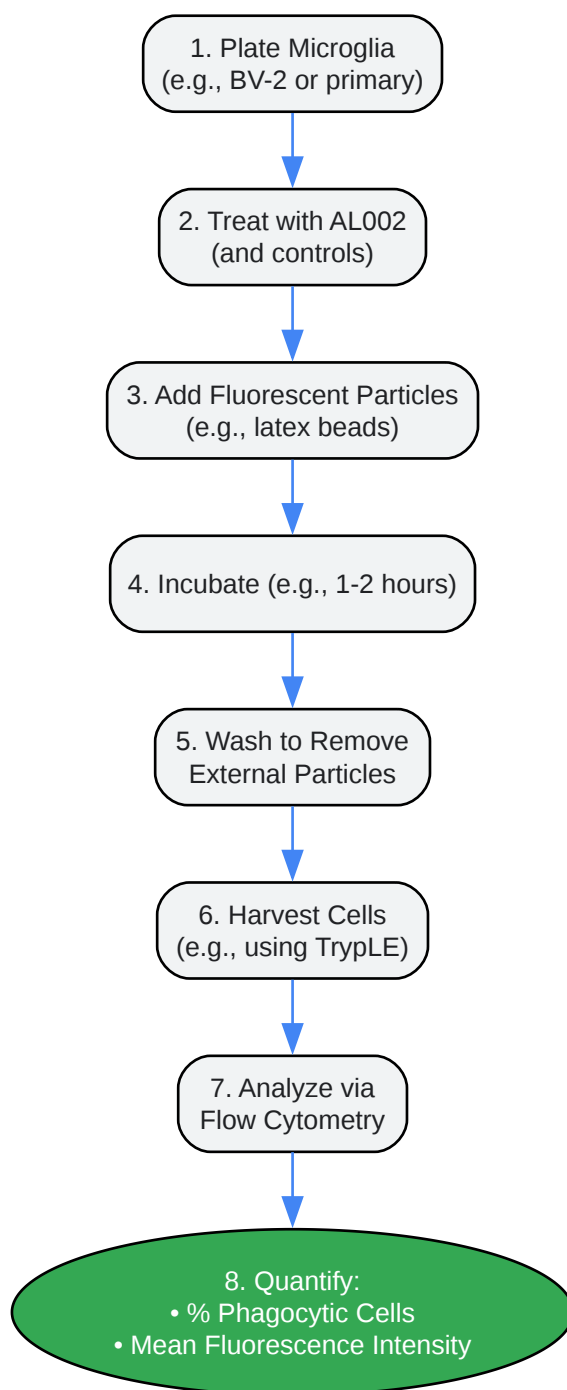 1. Plate Microglia
(e.g., BV-2 or primary)
2. Treat with AL002
(and controls)
3. Add Fluorescent Particles
(e.g., latex beads)
4. Incubate (e.g., 1-2 hours)
5. Wash to Remove
External Particles
6. Harvest Cells
(e.g., using TrypLE)
7. Analyze via
Flow Cytometry
8. Quantify:
• % Phagocytic Cells
• Mean Fluorescence Intensity